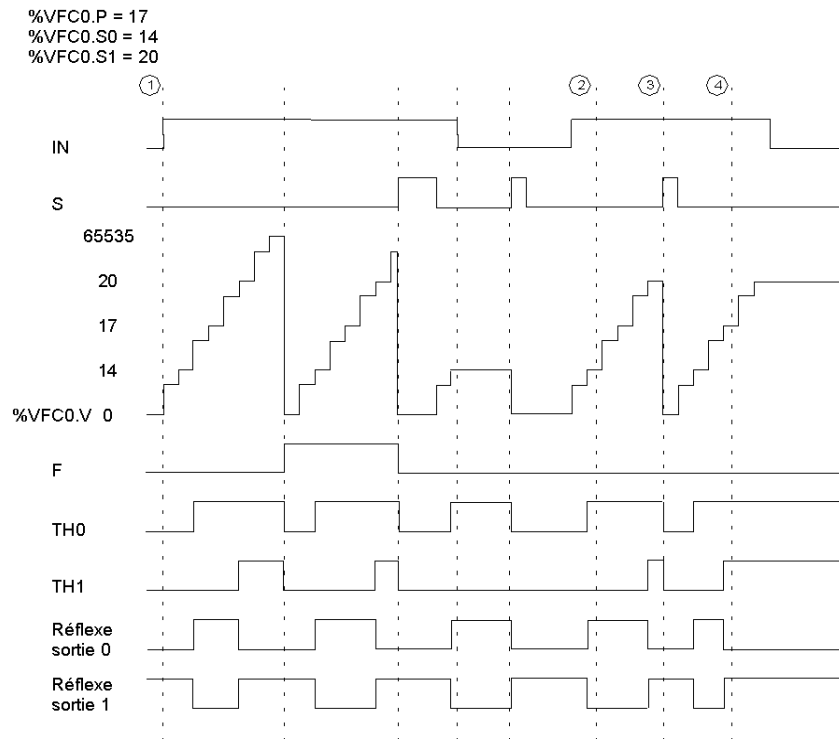 %VFC0.P = 17
%VFC0.S0 = 14
%VFC0.S1 = 20
1
2
3
4
IN
S
65535
20
17
14
%VFC0.V 0
F
TH0
TH1
Réflexe
sortie 0
Réflexe
sortie 1